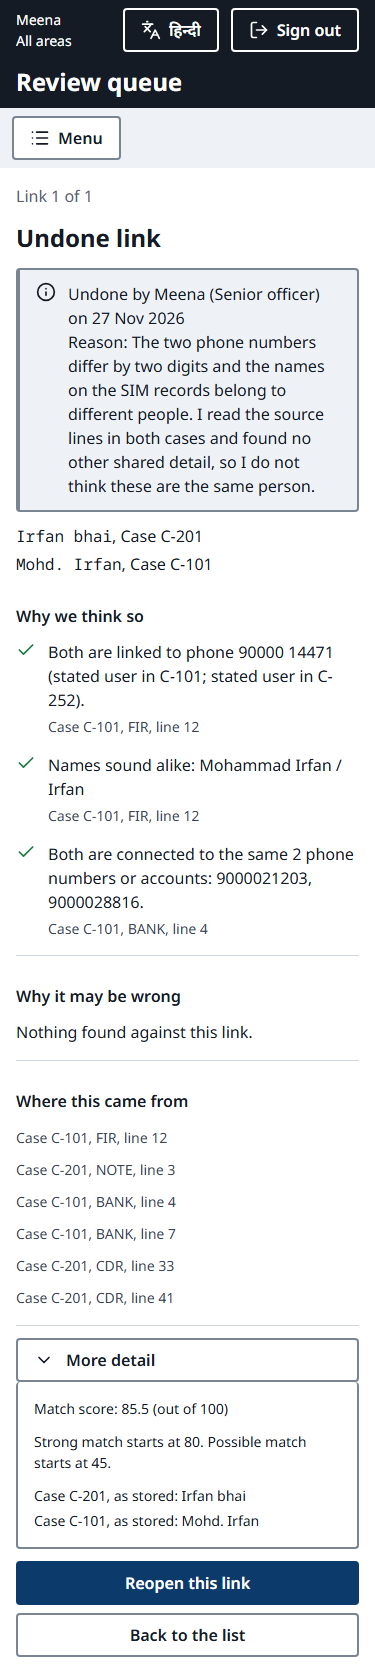 Meena
All areas
हिन्दी
Sign out
Review queue
Menu
Link 1 of 1
Undone link
Undone by Meena (Senior officer)
on 27 Nov 2026
Reason: The two phone numbers
differ by two digits and the names
on the SIM records belong to
different people. I read the source
lines in both cases and found no
other shared detail, so I do not
think these are the same person.
Irfan bhai, Case C-201
Mohd. Irfan, Case C-101
Why we think so
Both are linked to phone 90000 14471
(stated user in C-101; stated user in C-
252).
Case C-101, FIR, line 12
Names sound alike: Mohammad Irfan /
Irfan
Case C-101, FIR, line 12
Both are connected to the same 2 phone
numbers or accounts: 9000021203,
9000028816.
Case C-101, BANK, line 4
Why it may be wrong
Nothing found against this link.
Where this came from
Case C-101, FIR, line 12
Case C-201, NOTE, line 3
Case C-101, BANK, line 4
Case C-101, BANK, line 7
Case C-201, CDR, line 33
Case C-201, CDR, line 41
More detail
Match score: 85.5 (out of 100)
Strong match starts at 80. Possible match
starts at 45.
Case C-201, as stored: Irfan bhai
Case C-101, as stored: Mohd. Irfan
Reopen this link
Back to the list